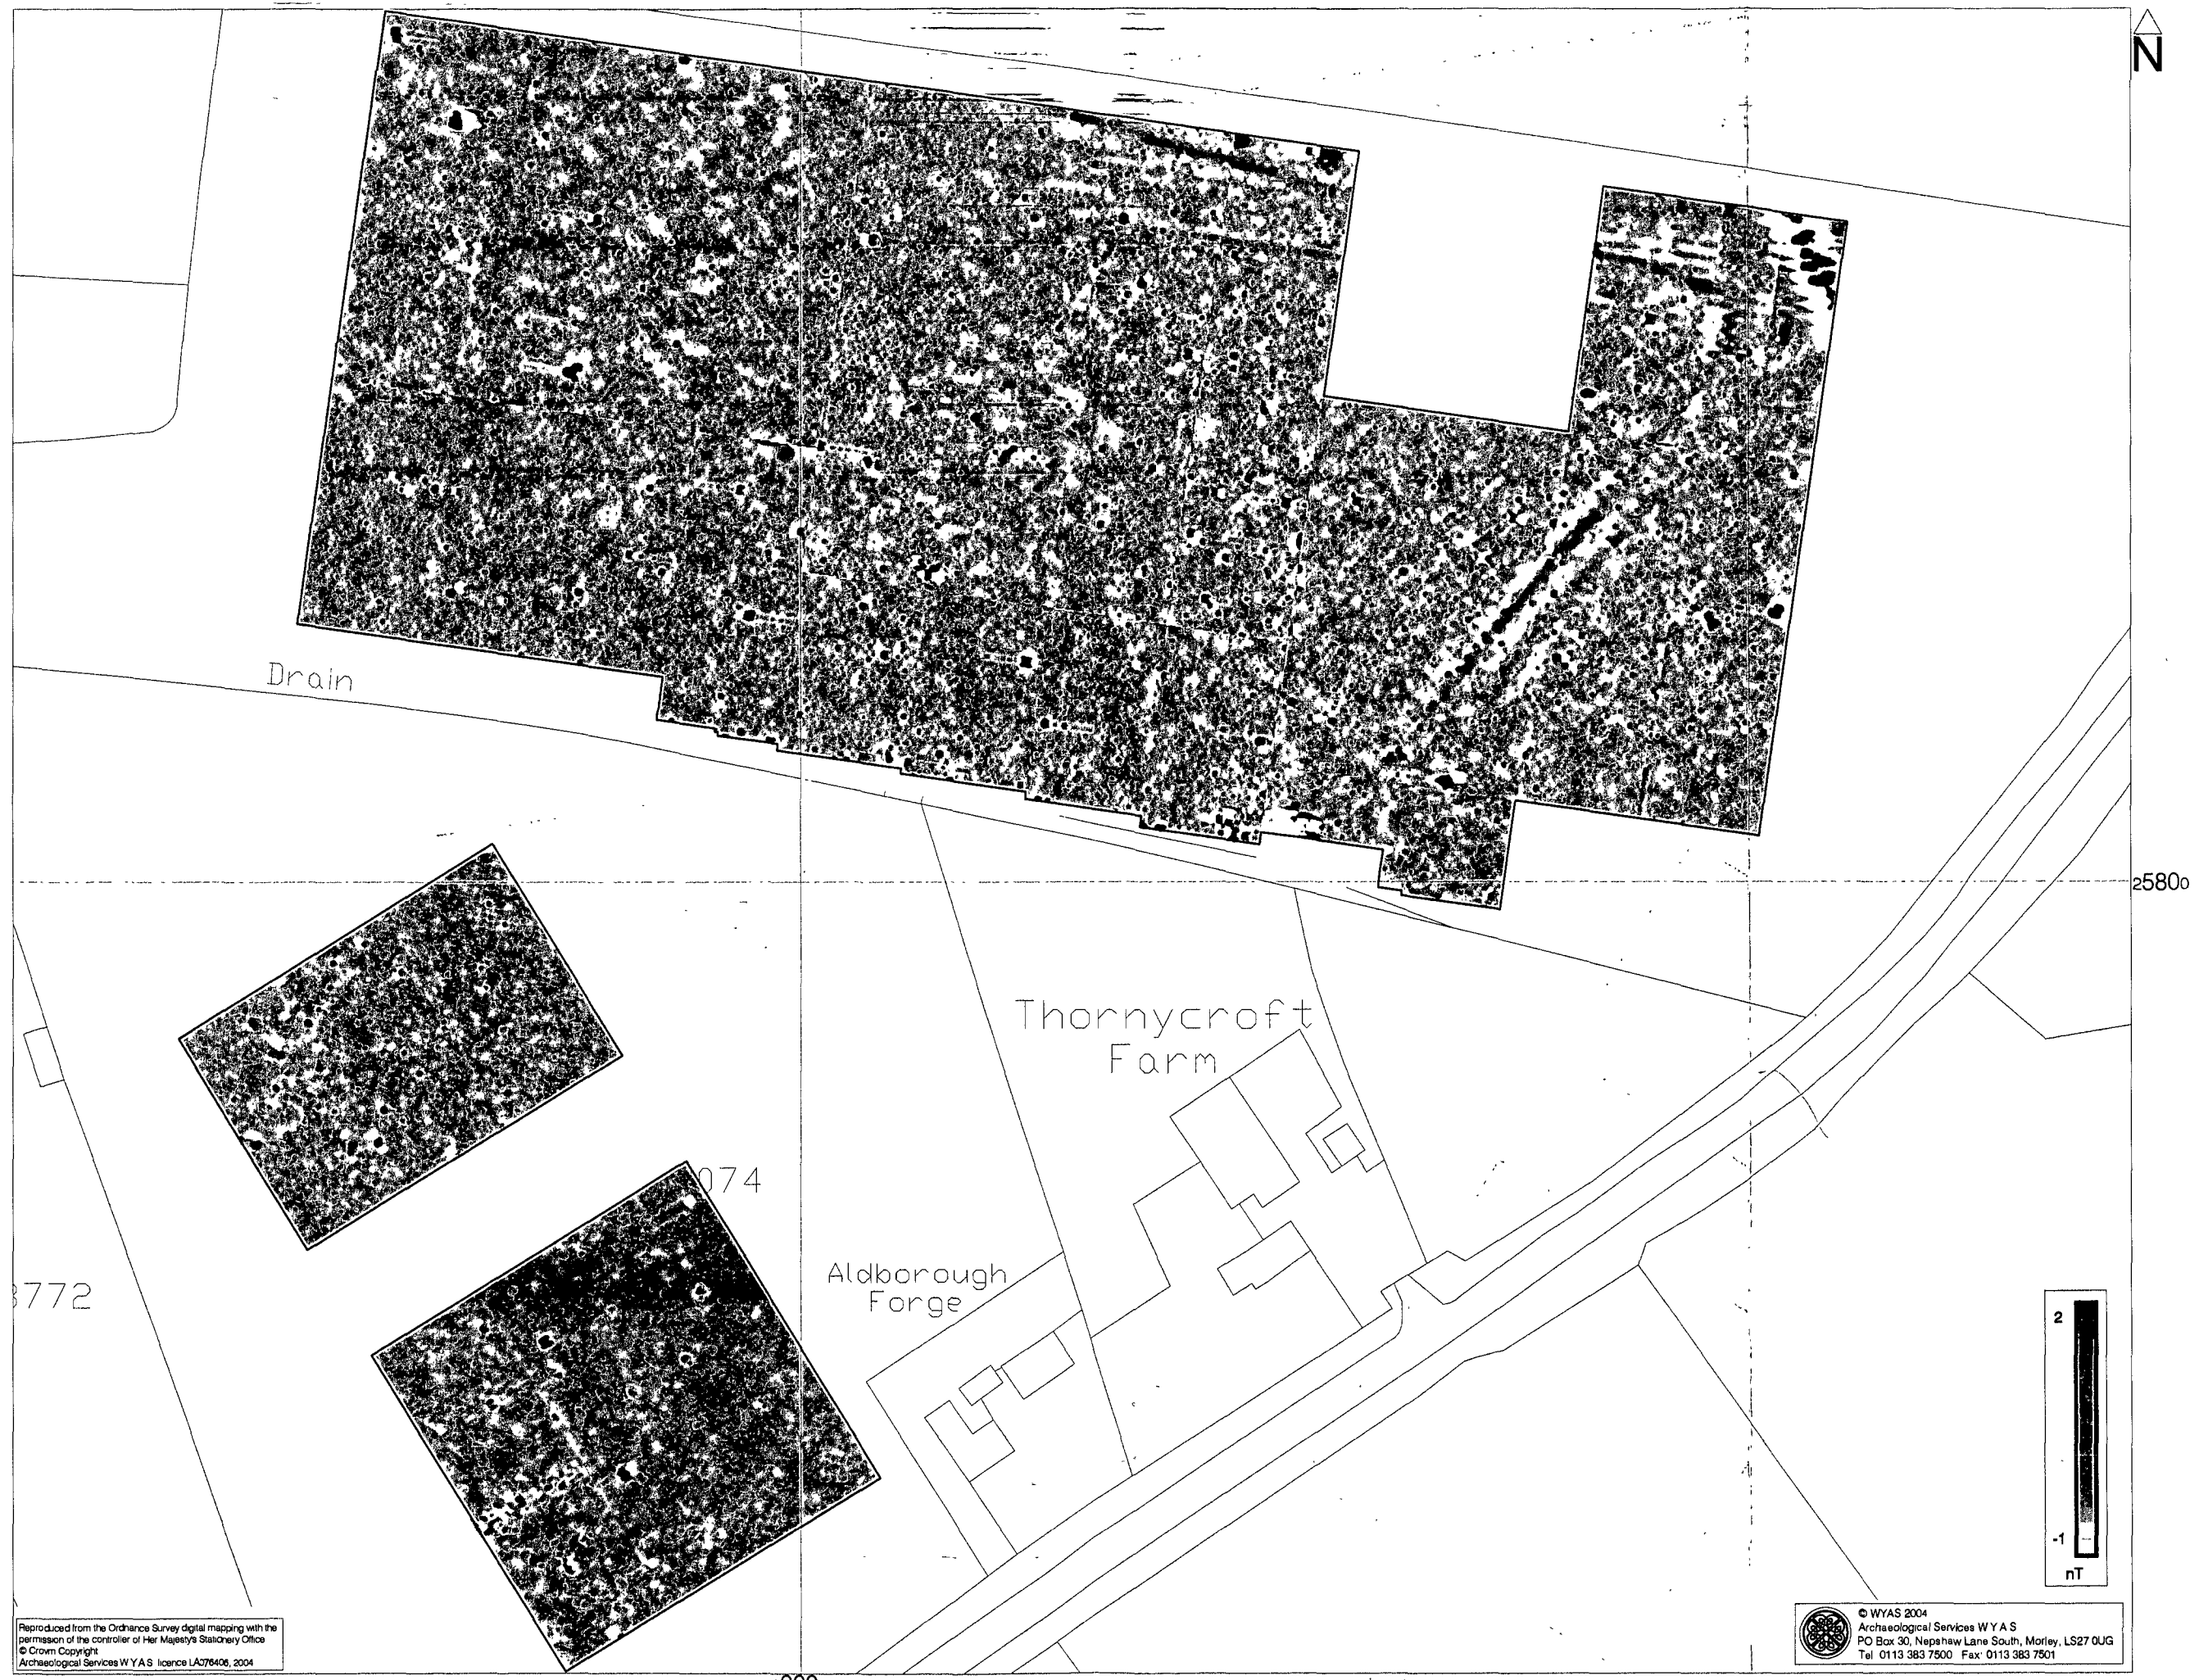 N
Drain
25800
Thornycroft
Farm
074
Aldborough
Forge
3772
2
-1
nT
Reproduced from the Ordnance Survey digital mapping with the
permission of the controller of Her Majesty's Stationery Office
© Crown Copyright
Archaeological Services W Y A S licence LA076406, 2004
© WYAS 2004
Archaeological Services W Y A S
PO Box 30, Nepshaw Lane South, Morley, LS27 0UG
Tel 0113 383 7500 Fax' 0113 383 7501